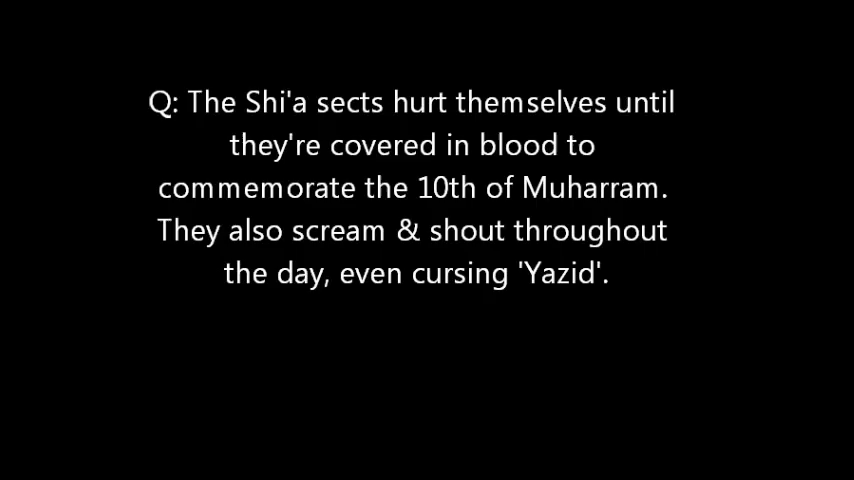 Q: The Shi'a sects hurt themselves until
they're covered in blood to
commemorate the 10th of Muharram.
They also scream & shout throughout
the day, even cursing 'Yazid'.